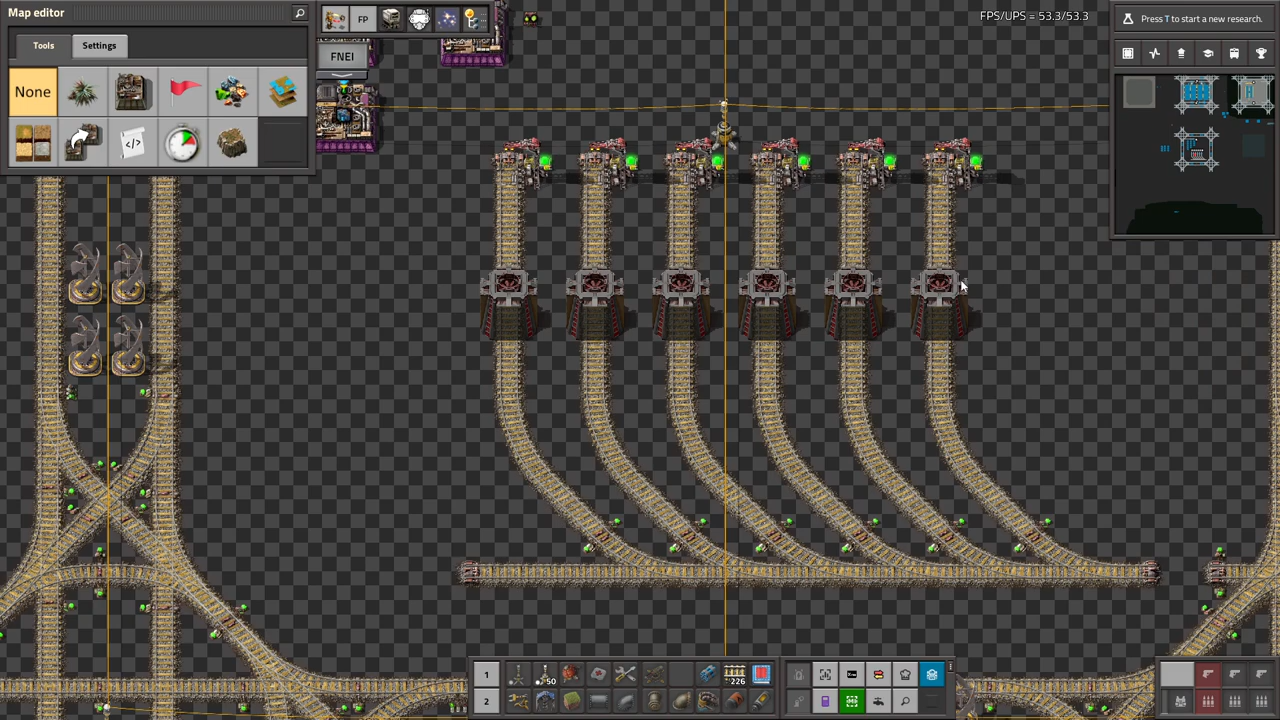 Map editor
FP
FPS/UPS = 53.3/53.3
Press T to start a new research.
Tools
Settings
FNEI
None
</>
1
50
226
2